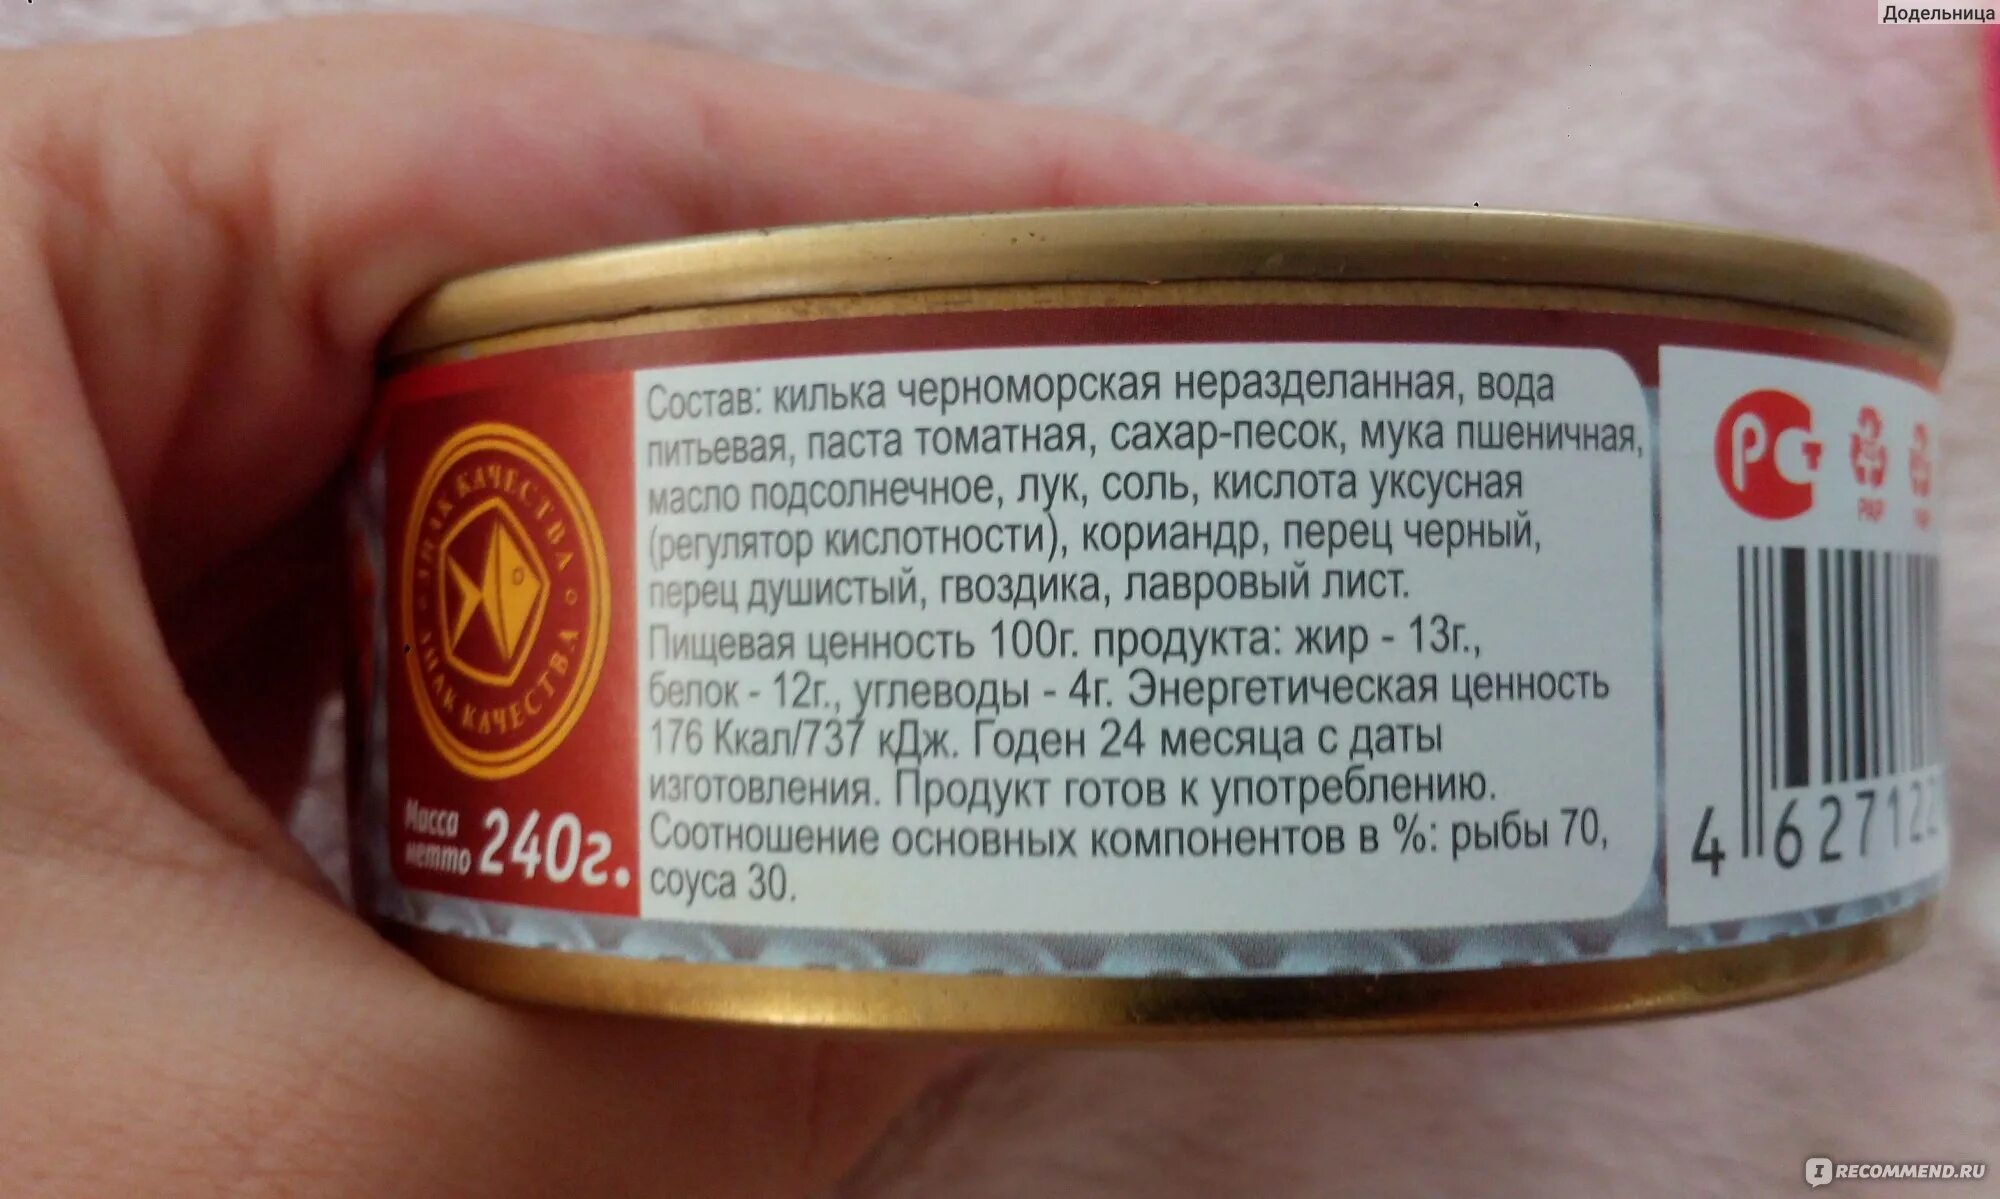 Додельница
Состав: килька черноморская неразделанная, вода
питьевая, паста томатная, сахар-песок, мука пшеничная,
масло подсолнечное, лук, соль, кислота уксусная
(регулятор кислотности), кориандр, перец черный,
перец душистый, гвоздика, лавровый лист.
Пищевая ценность 100г. продукта: жир - 13г.,
белок - 12г., углеводы - 4г. Энергетическая ценность
176 Ккал/737 кДж. Годен 24 месяца с даты
изготовления. Продукт готов к употреблению.
Соотношение основных компонентов в %: рыбы 70,
соуса 30.
ЗНАК КАЧЕСТВА
ЗНАК КАЧЕСТВА
Масса
нетто 240г.
РСТ
PAP
4 627122
IRECOMMEND.RU